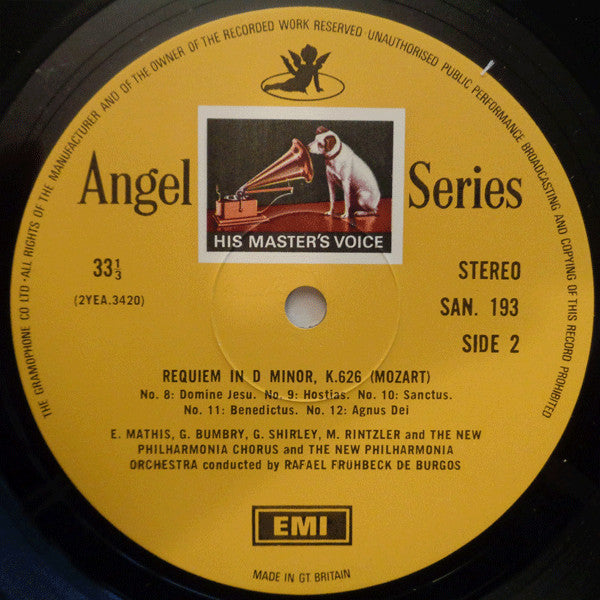 THE GRAMOPHONE CO LTD · ALL RIGHTS OF THE MANUFACTURER AND OF THE OWNER OF THE RECORDED WORK RESERVED · UNAUTHORISED PUBLIC PERFORMANCE BROADCASTING AND COPYING OF THIS RECORD PROHIBITED
Angel Series
HIS MASTER'S VOICE
33⅓
(2YEA.3420)
STEREO
SAN. 193
SIDE 2
REQUIEM IN D MINOR, K.626 (MOZART)
No. 8: Domine Jesu. No. 9: Hostias. No. 10: Sanctus.
No. 11: Benedictus. No. 12: Agnus Dei
E. MATHIS, G. BUMBRY, G. SHIRLEY, M. RINTZLER and THE NEW
PHILHARMONIA CHORUS and THE NEW PHILHARMONIA
ORCHESTRA conducted by RAFAEL FRUHBECK DE BURGOS
EMI
MADE IN GT. BRITAIN